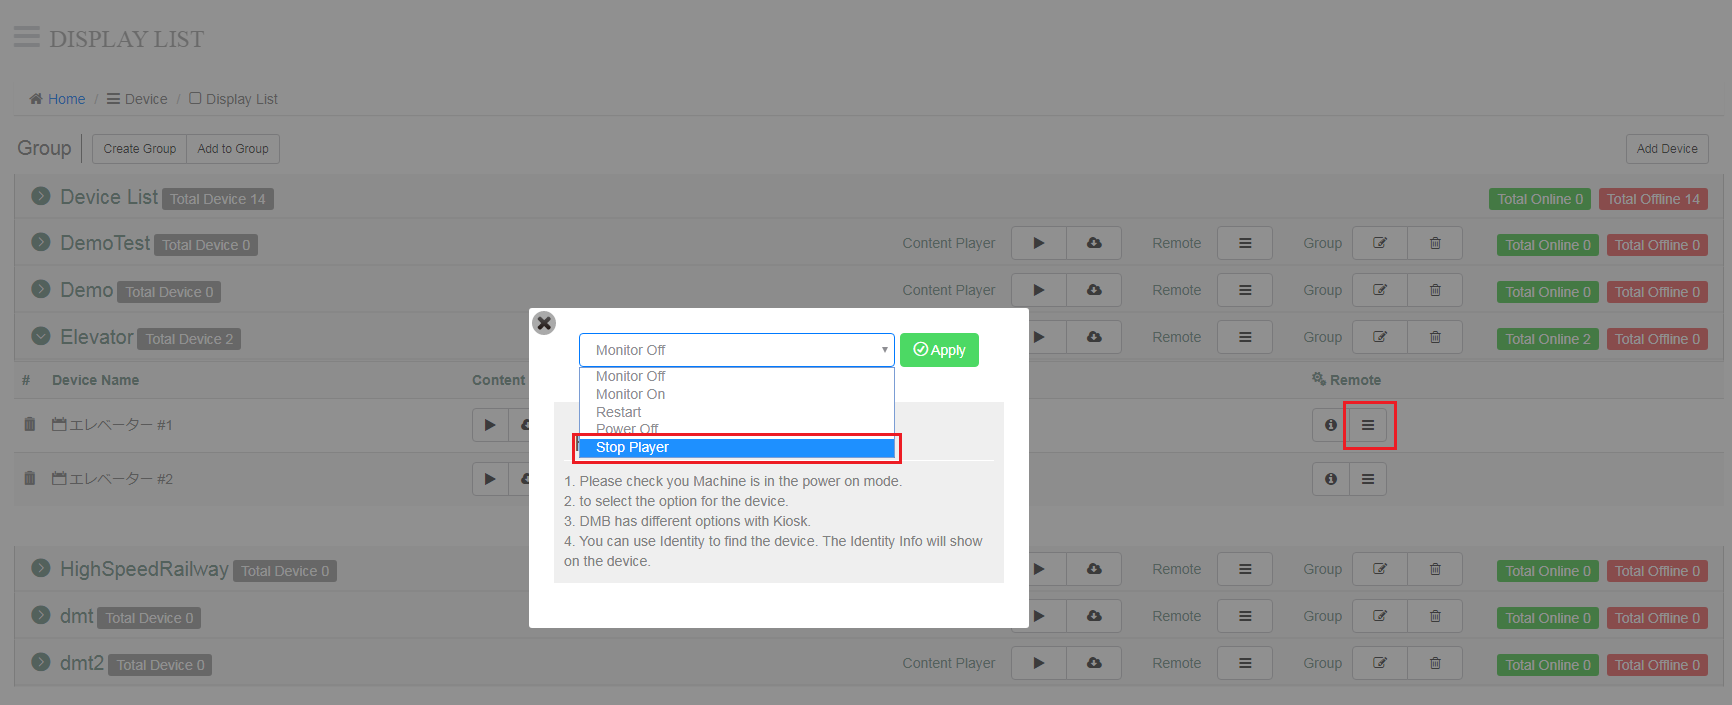 DISPLAY LIST
Home / Device / Display List
Group Create Group Add to Group Add Device
Device List Total Device 14 Total Online 0 Total Offline 14
DemoTest Total Device 0 Content Player Remote Group Total Online 0 Total Offline 0
Demo Total Device 0 Content Player Remote Group Total Online 0 Total Offline 0
Elevator Total Device 2 Total Online 2 Total Offline 0
# Device Name Content Remote
エレベーター #1
エレベーター #2
Monitor Off Apply
Monitor Off
Monitor On
Restart
Power Off
Stop Player
1. Please check you Machine is in the power on mode.
2. to select the option for the device.
3. DMB has different options with Kiosk.
4. You can use Identity to find the device. The Identity Info will show
on the device.
HighSpeedRailway Total Device 0 Remote Group Total Online 0 Total Offline 0
dmt Total Device 0 Remote Group Total Online 0 Total Offline 0
dmt2 Total Device 0 Content Player Remote Group Total Online 0 Total Offline 0